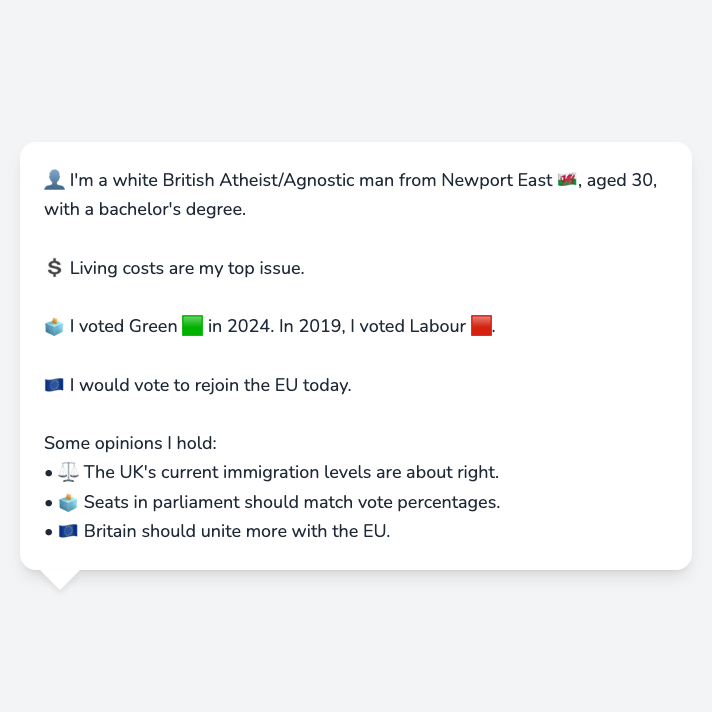 👤 I'm a white British Atheist/Agnostic man from Newport East 🏴󠁧󠁢󠁷󠁬󠁳󠁿, aged 30,
with a bachelor's degree.
💲 Living costs are my top issue.
🗳️ I voted Green 🟩 in 2024. In 2019, I voted Labour 🟥.
🇪🇺 I would vote to rejoin the EU today.
Some opinions I hold:
• ⚖️ The UK's current immigration levels are about right.
• 🗳️ Seats in parliament should match vote percentages.
• 🇪🇺 Britain should unite more with the EU.